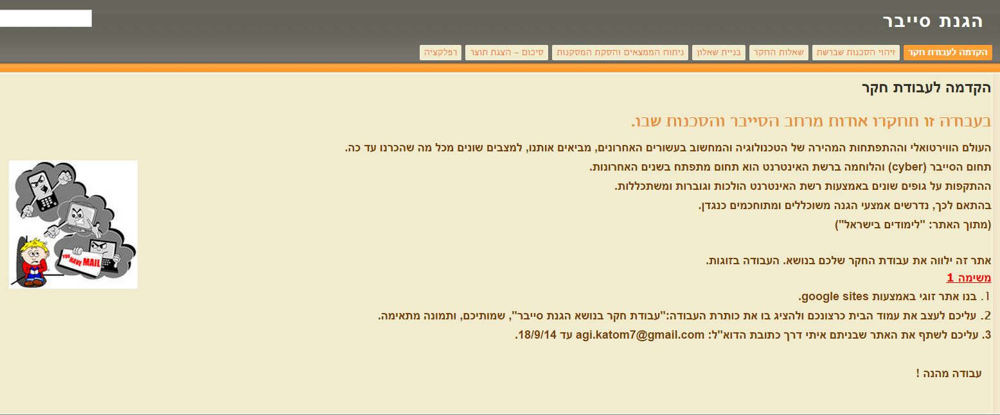 הגנת סייבר
הקדמה לעבודת חקר
זיהוי הסכנות שברשת
שאלות החקר
בניית שאלון
ניתוח הממצאים והסקת המסקנות
סיכום - הצגת תוצר
רפלקציה
הקדמה לעבודת חקר
בעבודה זו תחקרו אודות מרחב הסייבר והסכנות שבו.
העולם הווירטואלי וההתפתחות המהירה של הטכנולוגיה והמחשוב בעשורים האחרונים, מביאים אותנו, למצבים שונים מכל מה שהכרנו עד כה.
תחום הסייבר (cyber) והלוחמה ברשת האינטרנט הוא תחום מתפתח בשנים האחרונות.
ההתקפות על גופים שונים באמצעות רשת האינטרנט הולכות וגוברות ומשתכללות.
בהתאם לכך, נדרשים אמצעי הגנה משוכללים ומתוחכמים כנגדן.
(מתוך האתר: "לימודים בישראל")
YOU HAVE MAIL
אתר זה ילווה את עבודת החקר שלכם בנושא. העבודה בזוגות.
משימה 1
1. בנו אתר זוגי באמצעות google sites.
2. עליכם לעצב את עמוד הבית כרצונכם ולהציג בו את כותרת העבודה:"עבודת חקר בנושא הגנת סייבר", שמותיכם, ותמונה מתאימה.
3. עליכם לשתף את האתר שבניתם איתי דרך כתובת הדוא"ל: agi.katom7@gmail.com עד 18/9/14.
עבודה מהנה !